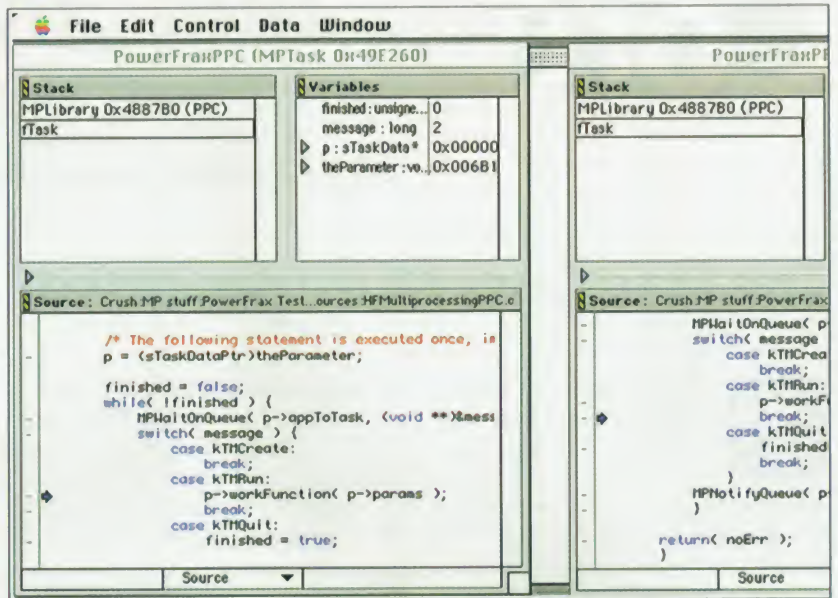 File Edit Control Data Window
PowerFraxPPC (MPTask 0x49E260)
Stack
MPLibrary 0x4887B0 (PPC)
fTask
Variables
finished : unsigne... 0
message : long 2
p : sTaskData* 0x00000
theParameter : vo... 0x006B1
Source: Crush:MP stuff:PowerFrax Test...ources:HFMultiprocessingPPC.c
/* The following statement is executed once, im
p = (sTaskDataPtr)theParameter;
finished = false;
while( !finished ) {
MPWaitOnQueue( p->appToTask, (void **)&mess
switch( message ) {
case kTMCreate:
break;
case kTMRun:
p->workFunction( p->params );
break;
case kTMQuit:
finished = true;
Source
PowerFraxPP
Stack
MPLibrary 0x4887B0 (PPC)
fTask
Source: Crush:MP stuff:PowerFrax
MPWaitOnQueue( p
switch( message
case kTMCrea
break;
case kTMRun:
p->workF
break;
case kTMQuit
finished
break;
}
MPNotifyQueue( p
}
return( noErr );
}
Source